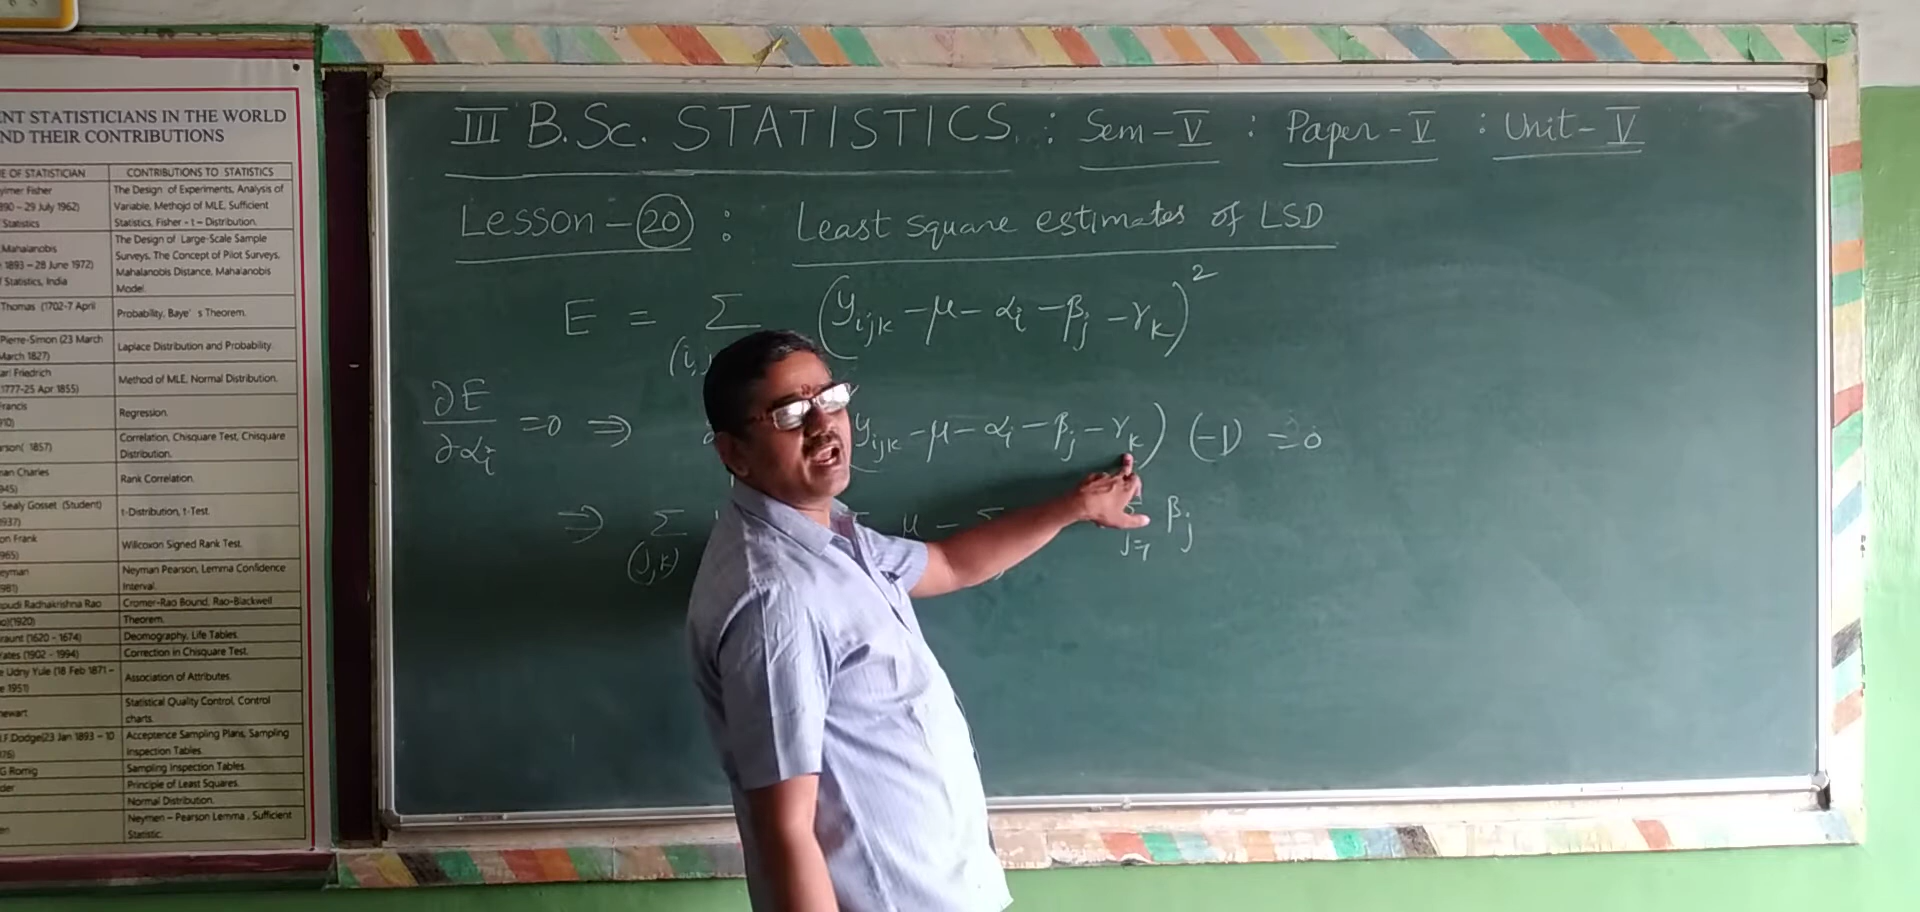 NT STATISTICIANS IN THE WORLD
ND THEIR CONTRIBUTIONS
E OF STATISTICIAN CONTRIBUTIONS TO STATISTICS
Fisher The Design of Experiments, Analysis of
890 – 29 July 1962) Variable, Methojd of MLE, Sufficient
Statistics Statistics, Fisher - t – Distribution.
Mahalanobis The Design of Large-Scale Sample
1893 – 28 June 1972) Surveys, The Concept of Pilot Surveys,
Statistics, India Mahalanobis Distance, Mahalanobis
Model.
Thomas (1702-7 April Probability, Baye' s Theorem.
Pierre-Simon (23 March Laplace Distribution and Probability.
March 1827)
Friedrich Method of MLE, Normal Distribution.
1777-25 Apr 1855)
Francis Regression.
1857) Correlation, Chisquare Test, Chisquare
Distribution.
Charles Rank Correlation.
945)
Sealy Gosset (Student) t-Distribution, t-Test.
1937)
on Frank Willcoxon Signed Rank Test.
965)
eyman Neyman Pearson, Lemma Confidence
981) Interval.
Radhakrishna Rao Cromer-Rao Bound, Rao-Blackwell
(1920) Theorem.
raunt (1620 - 1674) Deomography, Life Tables.
ates (1902 - 1994) Correction in Chisquare Test.
Udny Yule (18 Feb 1871 – Association of Attributes.
1951)
Statistical Quality Control, Control
charts.
F.Dodge(23 Jan 1893 – 10 Acceptence Sampling Plans, Sampling
76) Inspection Tables.
G Romig Sampling Inspection Tables.
Principle of Least Squares.
Normal Distribution.
Neymen – Pearson Lemma , Sufficient
Statistic.
III B.Sc. STATISTICS : Sem – V : Paper - V : Unit - V
Lesson – 20 : Least square estimates of LSD
E = Σ (y_ijk - μ - α_i - β_j - γ_k)²
(i,j
∂E/∂α_i = 0 ⇒ (y_ijk - μ - α_i - β_j - γ_k) (-1) = 0
⇒ Σ μ - Σ β_j
(j,k) j=1